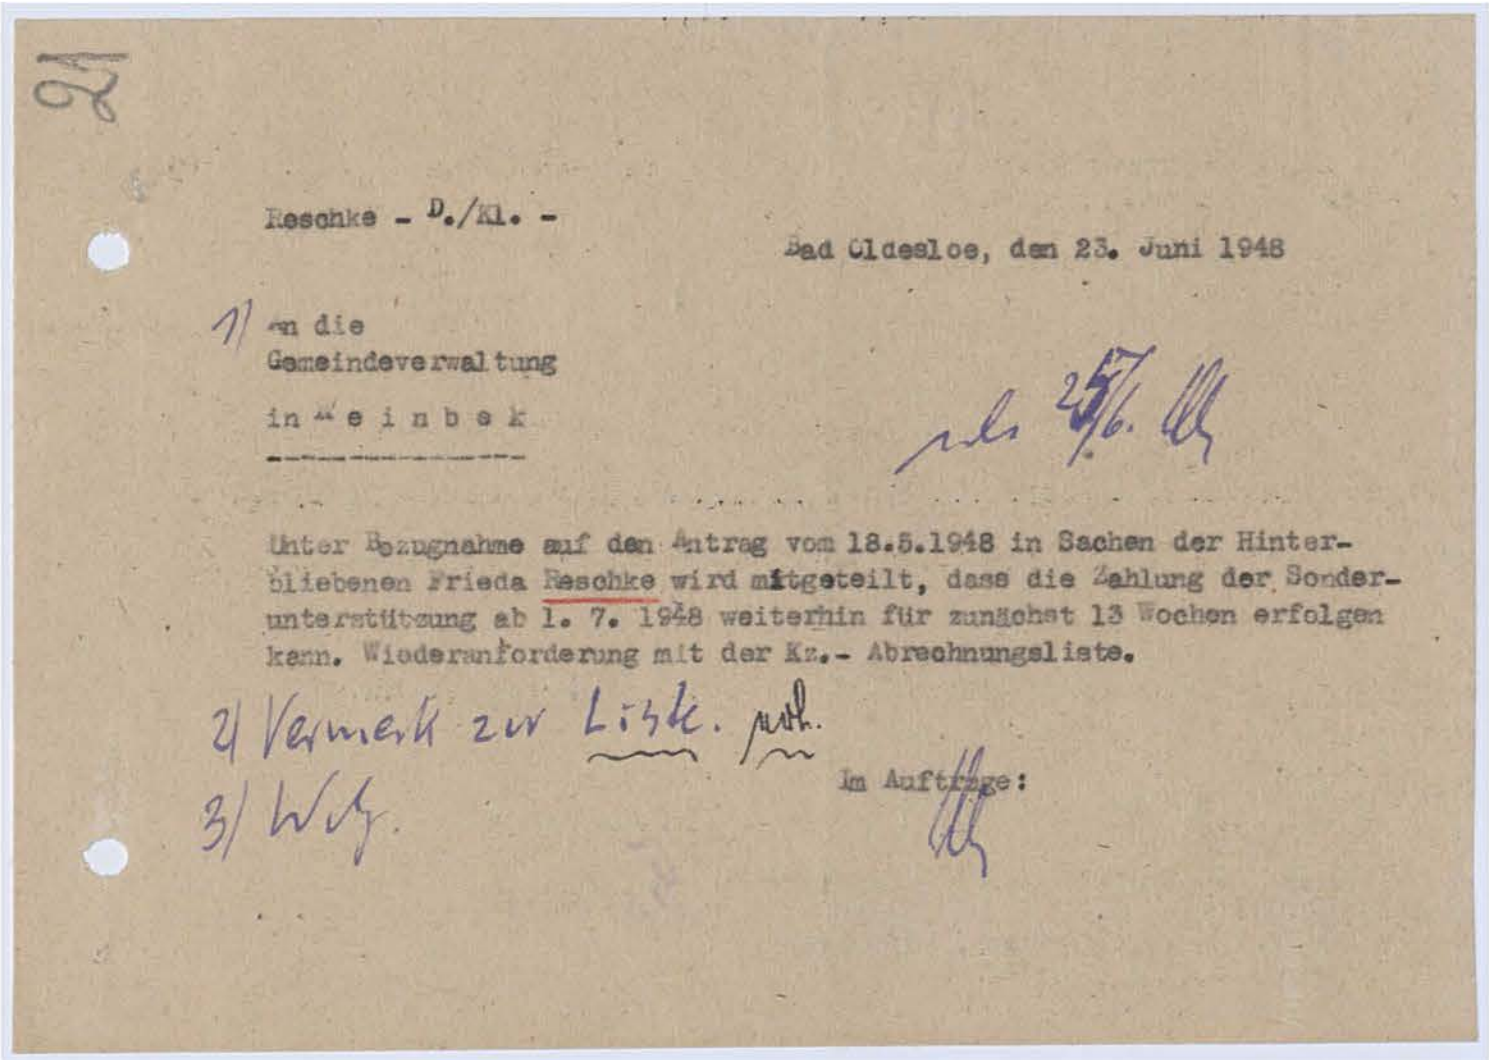 21
Reschke - D./Kl. -
Bad Oldesloe, den 23. Juni 1948
1) An die
Gemeindeverwaltung
in W e i n b e k
25/6.
Unter Bezugnahme auf den Antrag vom 18.5.1948 in Sachen der Hinter-
bliebenen Frieda Reschke wird mitgeteilt, dass die Zahlung der Sonder-
unterstützung ab 1. 7. 1948 weiterhin für zunächst 13 Wochen erfolgen
kann. Wiederanforderung mit der Kz.- Abrechnungsliste.
2) Vermerk zur Liste.
Im Auftrage:
3)